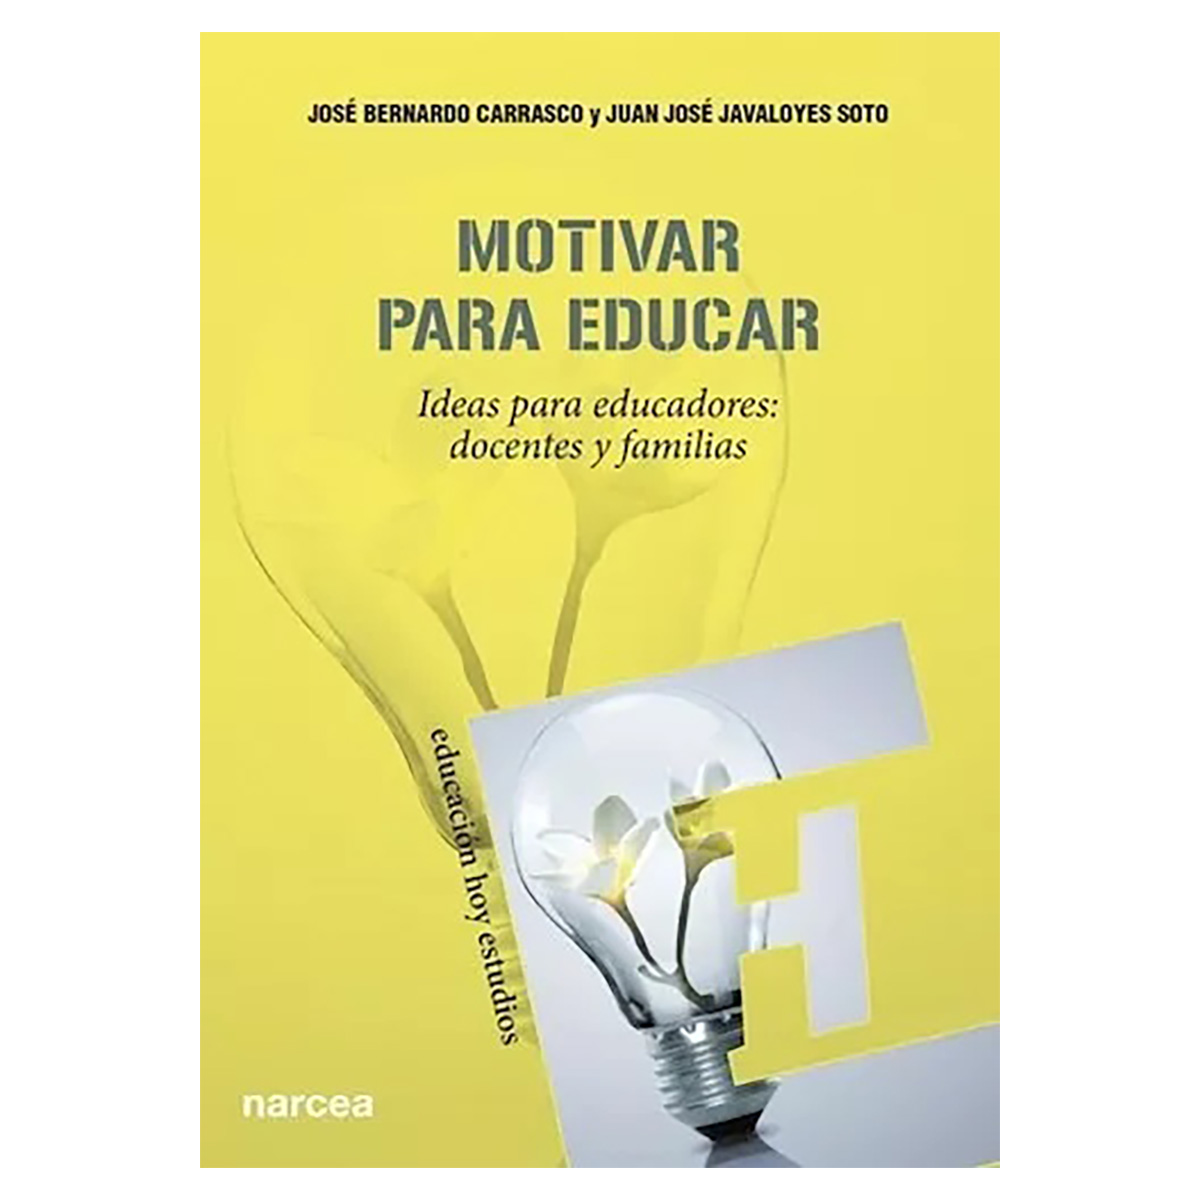 JOSÉ BERNARDO CARRASCO y JUAN JOSÉ JAVALOYES SOTO
MOTIVAR
PARA EDUCAR
Ideas para educadores:
docentes y familias
educación hoy estudios
narcea